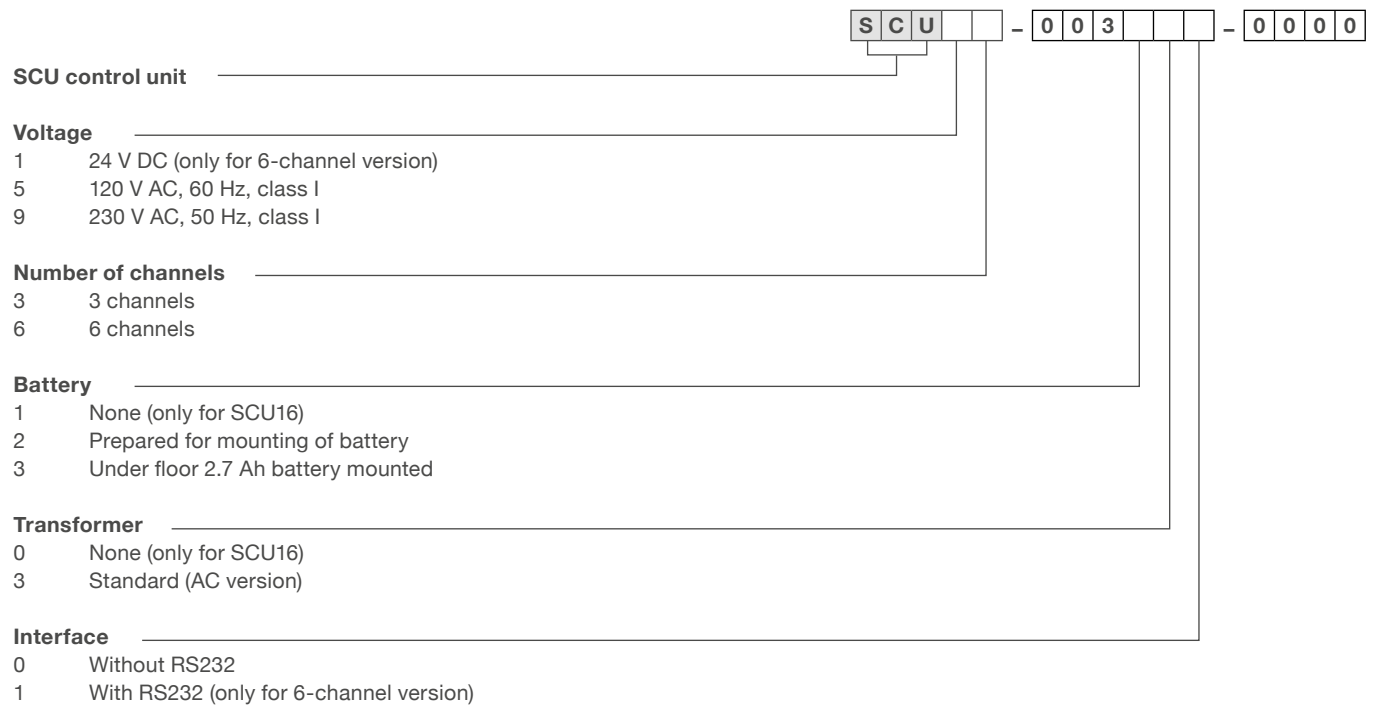 S C U – 0 0 3 – 0 0 0 0
SCU control unit
Voltage
1 24 V DC (only for 6-channel version)
5 120 V AC, 60 Hz, class I
9 230 V AC, 50 Hz, class I
Number of channels
3 3 channels
6 6 channels
Battery
1 None (only for SCU16)
2 Prepared for mounting of battery
3 Under floor 2.7 Ah battery mounted
Transformer
0 None (only for SCU16)
3 Standard (AC version)
Interface
0 Without RS232
1 With RS232 (only for 6-channel version)